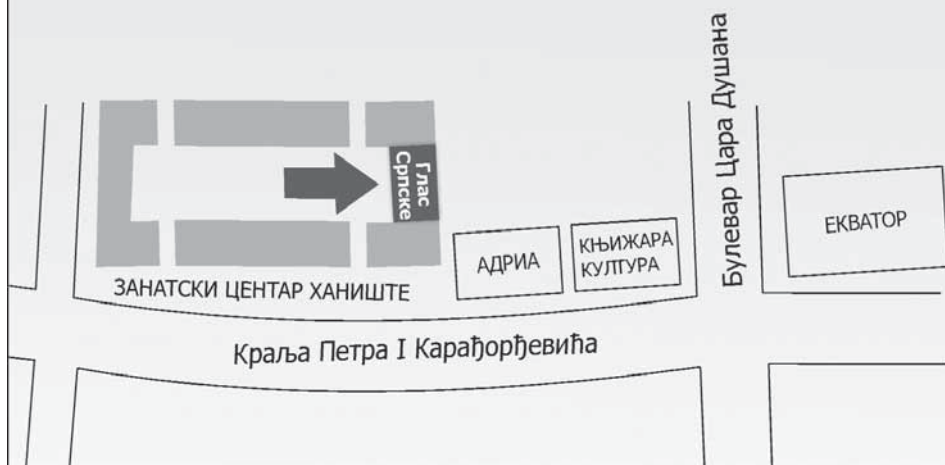 Булевар Цара Душана
Глас
Српске
ЕКВАТОР
АДРИА
КЊИЖАРА
КУЛТУРА
ЗАНАТСКИ ЦЕНТАР ХАНИШТЕ
Краља Петра I Карађорђевића